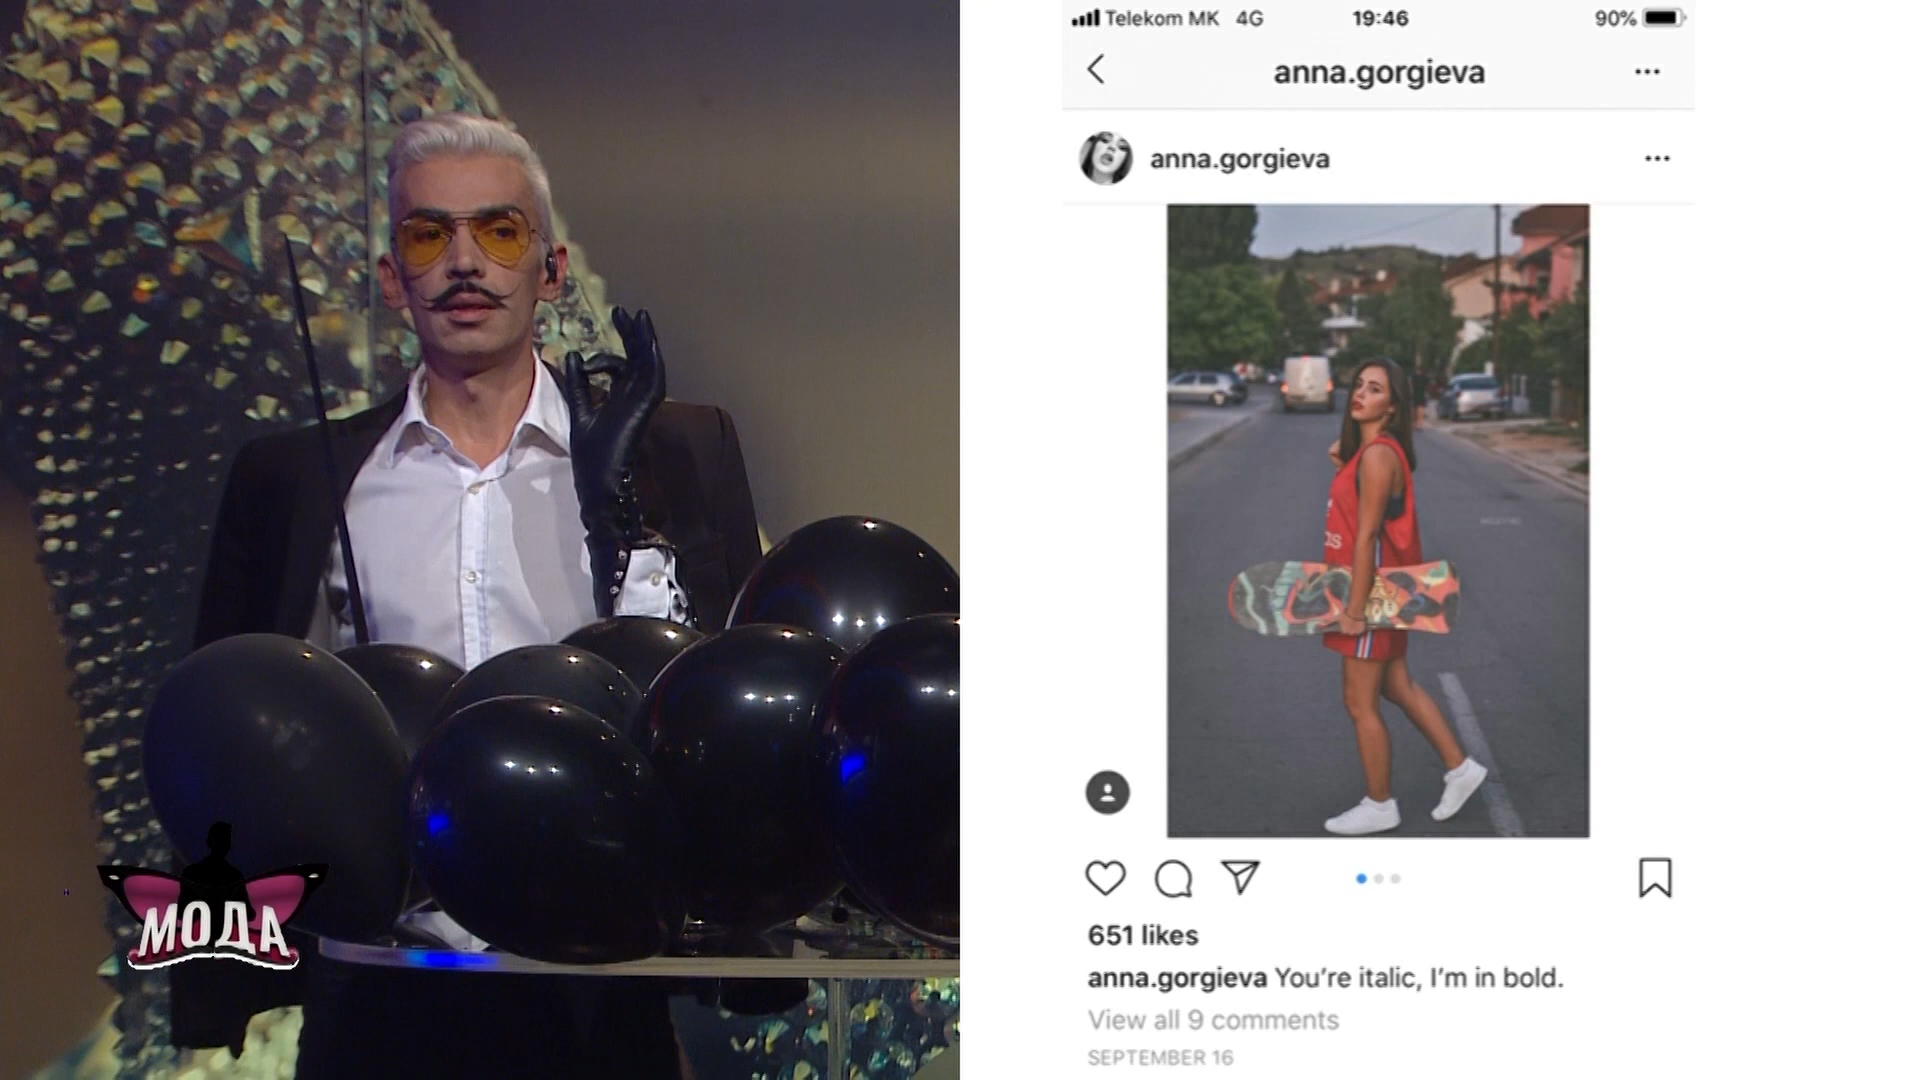 МОДА
Telekom MK 4G 19:46 90%
anna.gorgieva
anna.gorgieva
651 likes
anna.gorgieva You’re italic, I’m in bold.
View all 9 comments
SEPTEMBER 16